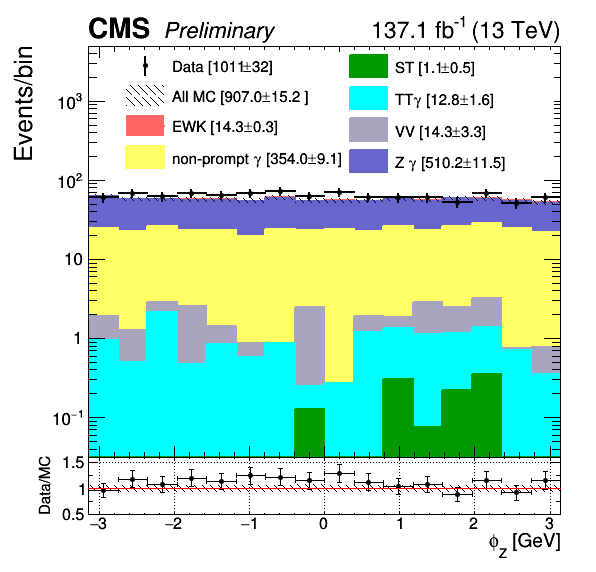 CMS Preliminary 137.1 fb⁻¹ (13 TeV)
Events/bin
Data [1011±32]
All MC [907.0±15.2 ]
EWK [14.3±0.3]
non-prompt γ [354.0±9.1]
ST [1.1±0.5]
TTγ [12.8±1.6]
VV [14.3±3.3]
Z γ [510.2±11.5]
10³
10²
10
1
10⁻¹
Data/MC
1.5
1
0.5
−3 −2 −1 0 1 2 3
ϕ_Z [GeV]